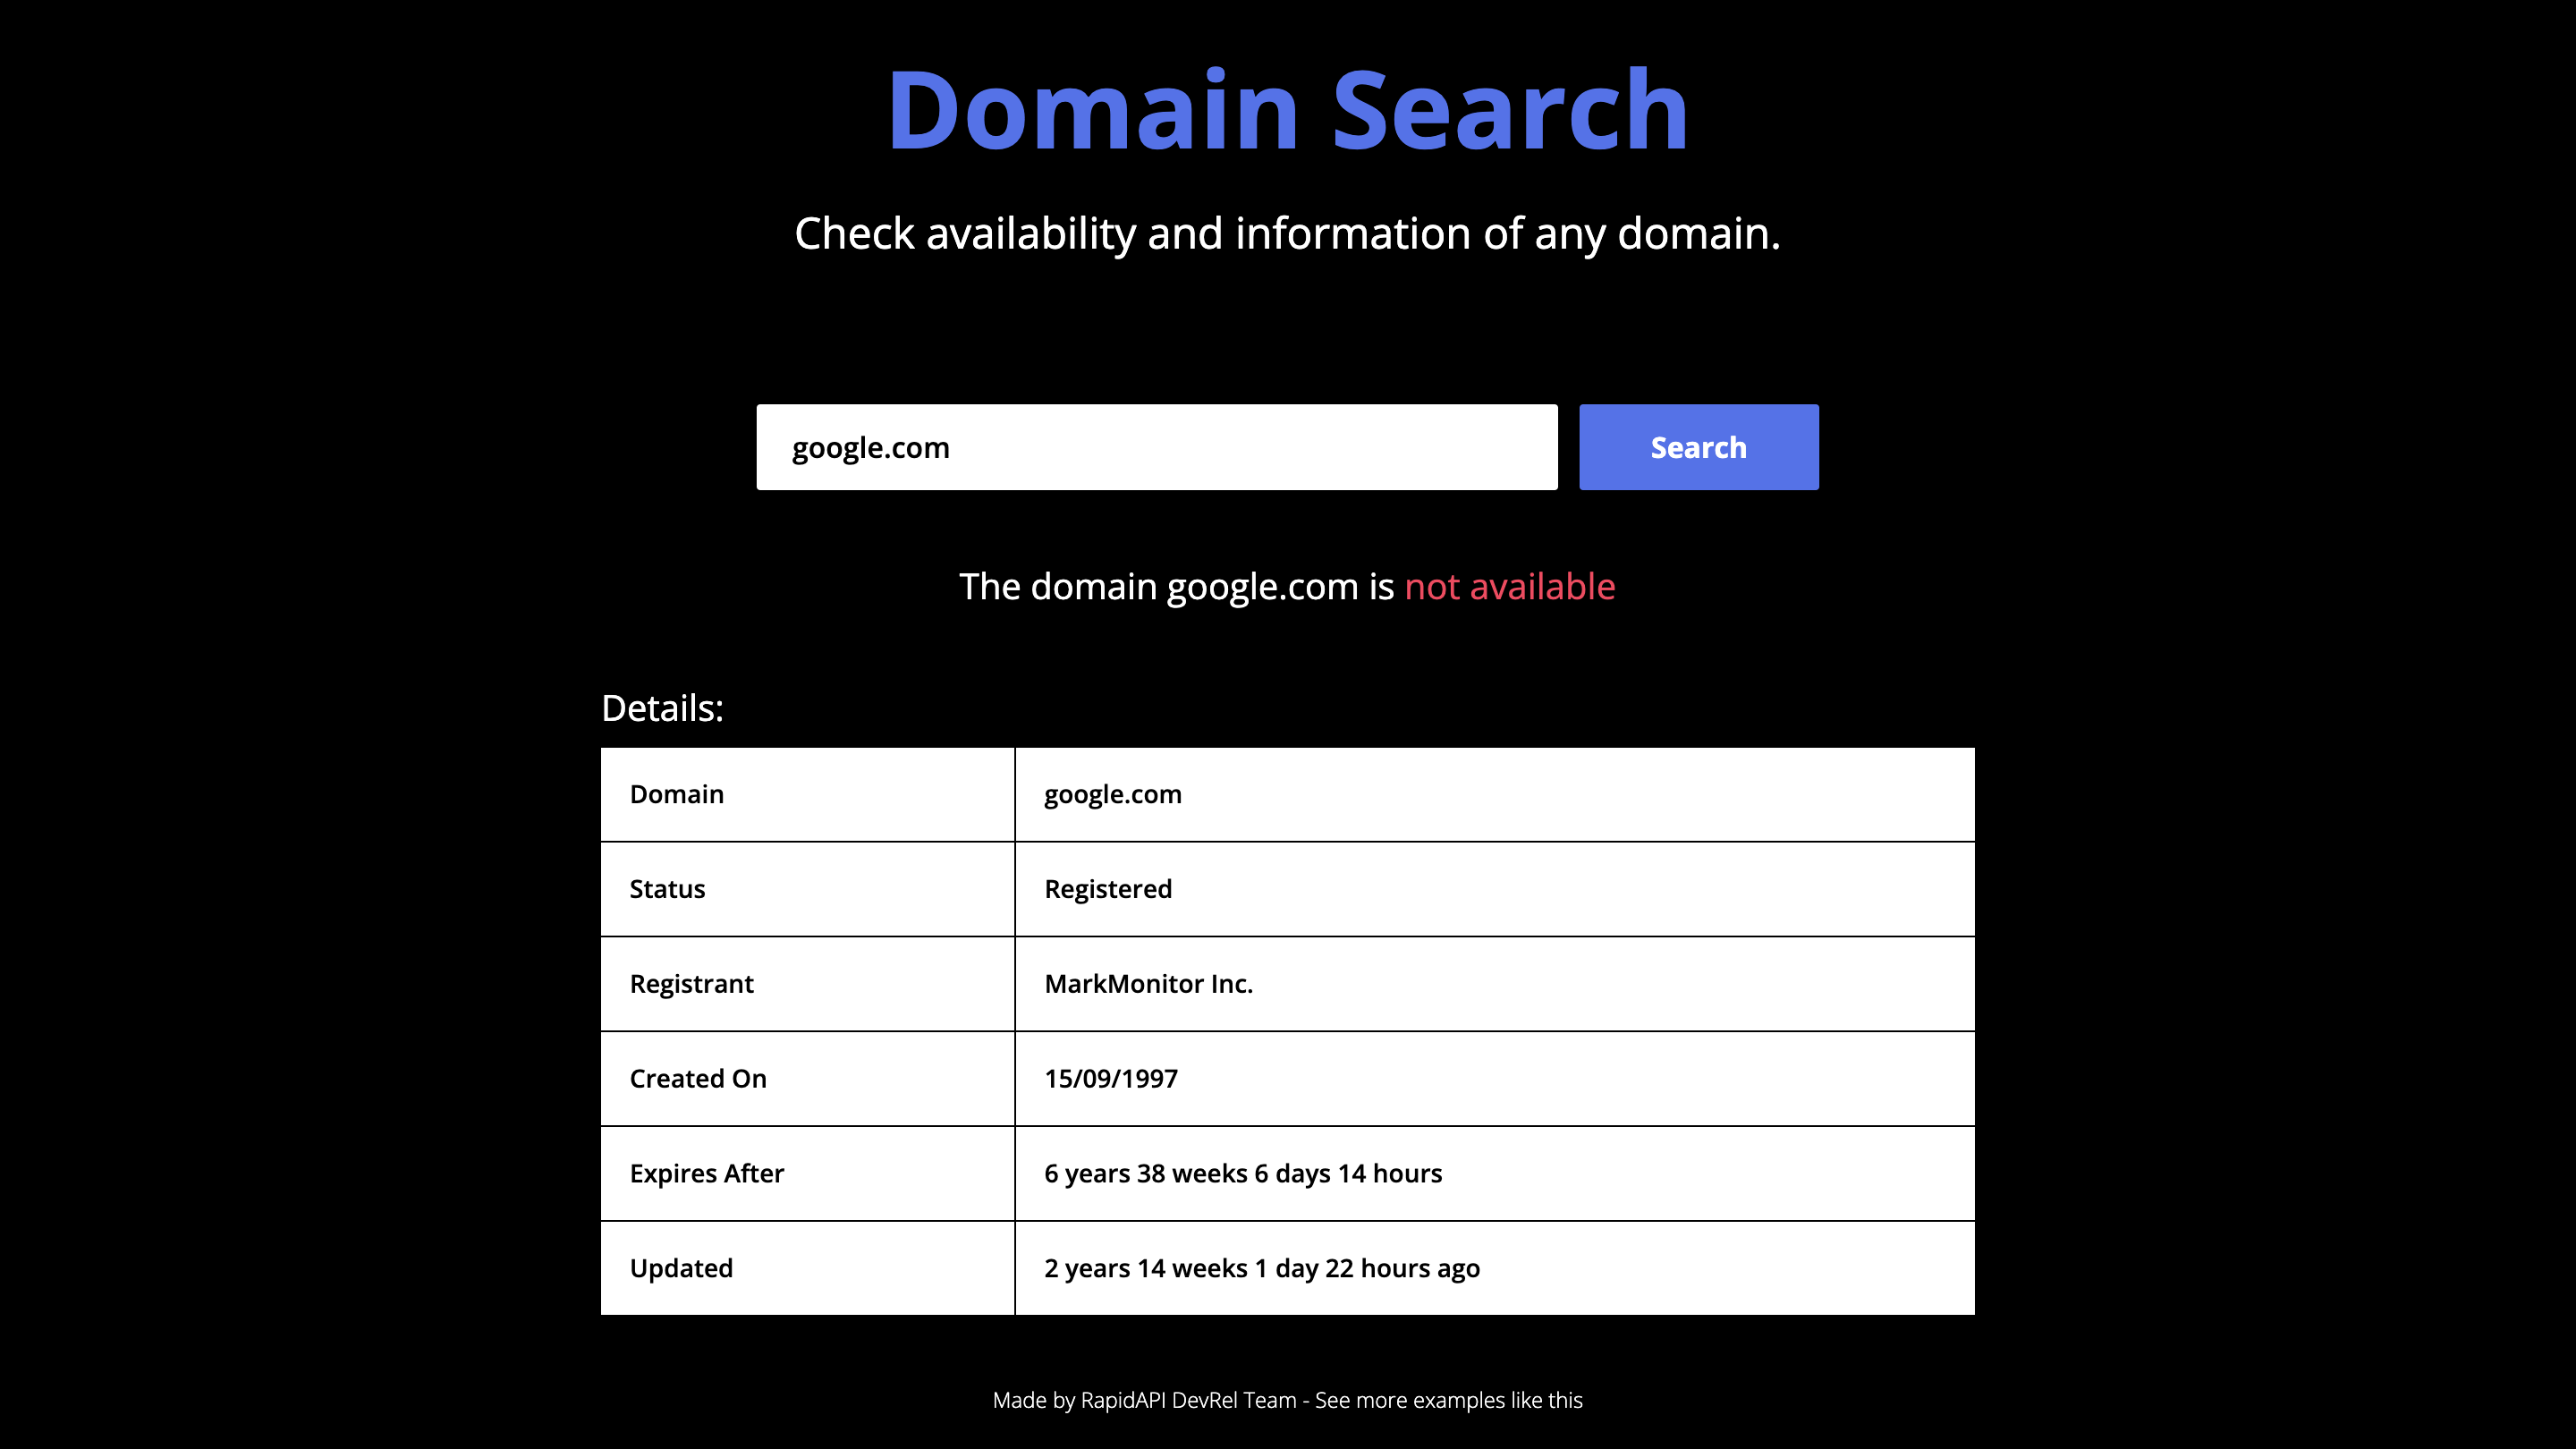 Domain Search
Check availability and information of any domain.
google.com
Search
The domain google.com is not available
Details:
Domain google.com
Status Registered
Registrant MarkMonitor Inc.
Created On 15/09/1997
Expires After 6 years 38 weeks 6 days 14 hours
Updated 2 years 14 weeks 1 day 22 hours ago
Made by RapidAPI DevRel Team - See more examples like this